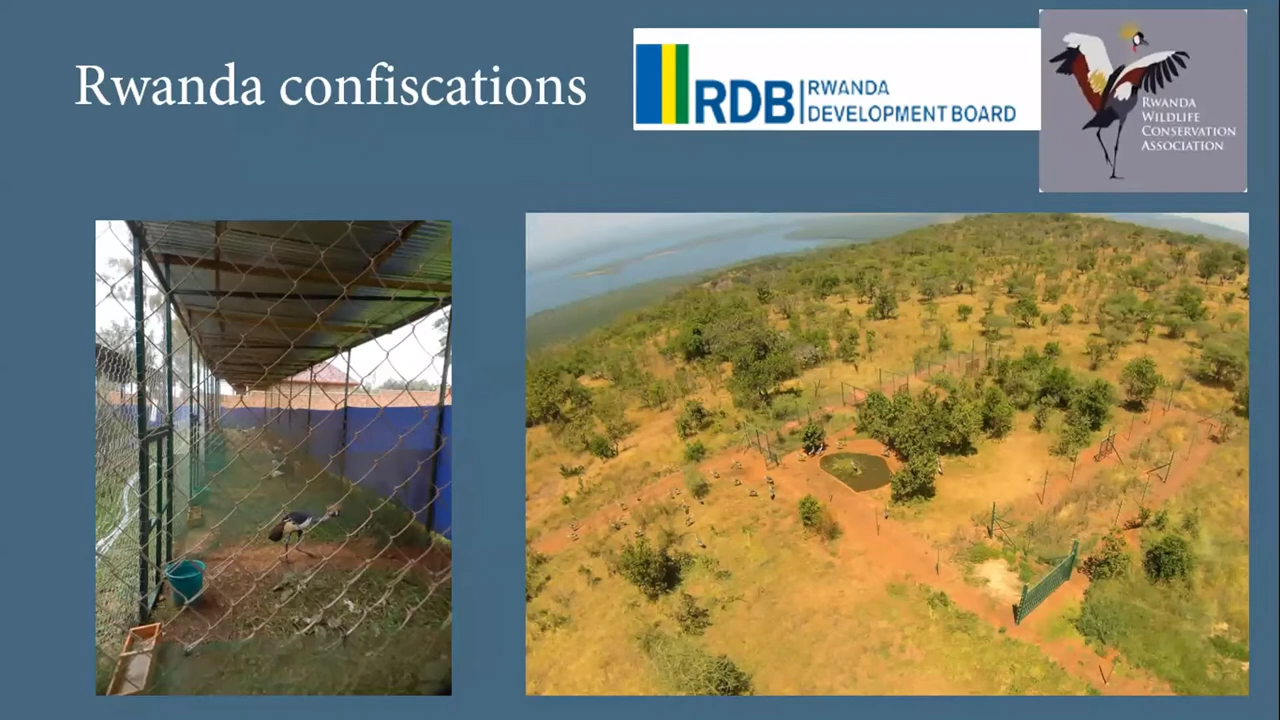 Rwanda confiscations
RDB
RWANDA
DEVELOPMENT BOARD
RWANDA
WILDLIFE
CONSERVATION
ASSOCIATION